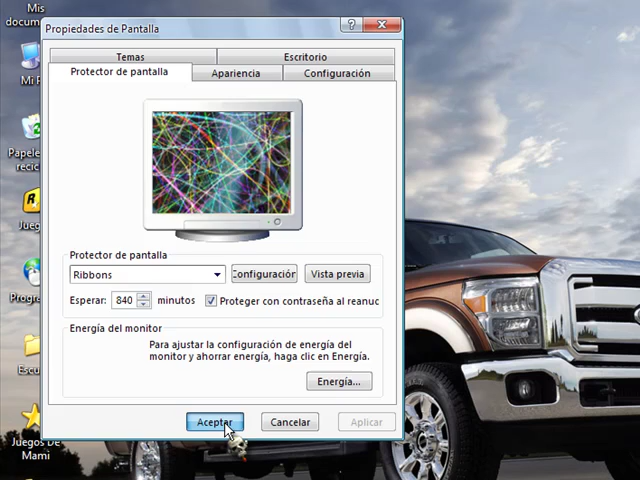 Mis
docum
Propiedades de Pantalla
?
Temas
Escritorio
Protector de pantalla
Apariencia
Configuración
Mi P
Papele
recic
R
Jueg
Protector de pantalla
Ribbons
Configuración
Vista previa
Progra
Esperar:
840
minutos
Proteger con contraseña al reanuc
Energía del monitor
Para ajustar la configuración de energía del
monitor y ahorrar energía, haga clic en Energía.
Escu
Energía...
Aceptar
Cancelar
Aplicar
Juegos De
Mami